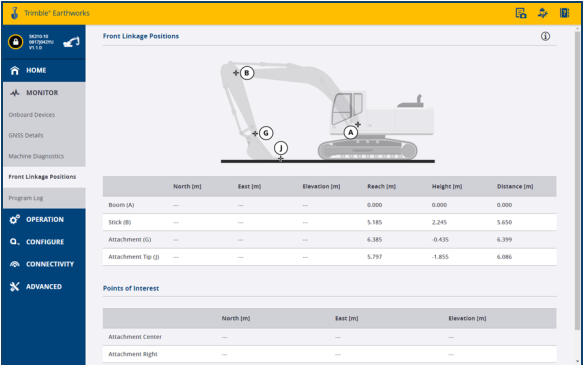 Trimble® Earthworks
SK210-10
0817J042YU
V1.1.0
HOME
MONITOR
Onboard Devices
GNSS Details
Machine Diagnostics
Front Linkage Positions
Program Log
OPERATION
CONFIGURE
CONNECTIVITY
ADVANCED
Front Linkage Positions
B
G
J
A
North [m] East [m] Elevation [m] Reach [m] Height [m] Distance [m]
Boom (A) --- --- --- 0.000 0.000 0.000
Stick (B) --- --- --- 5.185 2.245 5.650
Attachment (G) --- --- --- 6.385 -0.435 6.399
Attachment Tip (J) --- --- --- 5.797 -1.855 6.086
Points of Interest
North [m] East [m] Elevation [m]
Attachment Center --- --- ---
Attachment Right --- --- ---